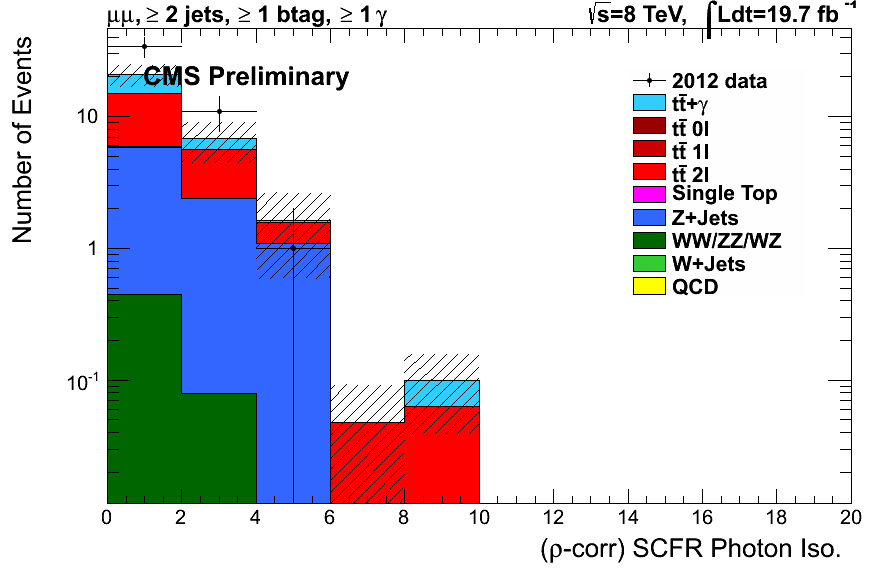 μμ, ≥ 2 jets, ≥ 1 btag, ≥ 1 γ
√s=8 TeV, ∫Ldt=19.7 fb⁻¹
CMS Preliminary
Number of Events
10
1
10⁻¹
2012 data
tt̄+γ
tt̄ 0l
tt̄ 1l
tt̄ 2l
Single Top
Z+Jets
WW/ZZ/WZ
W+Jets
QCD
0 2 4 6 8 10 12 14 16 18 20
(ρ-corr) SCFR Photon Iso.